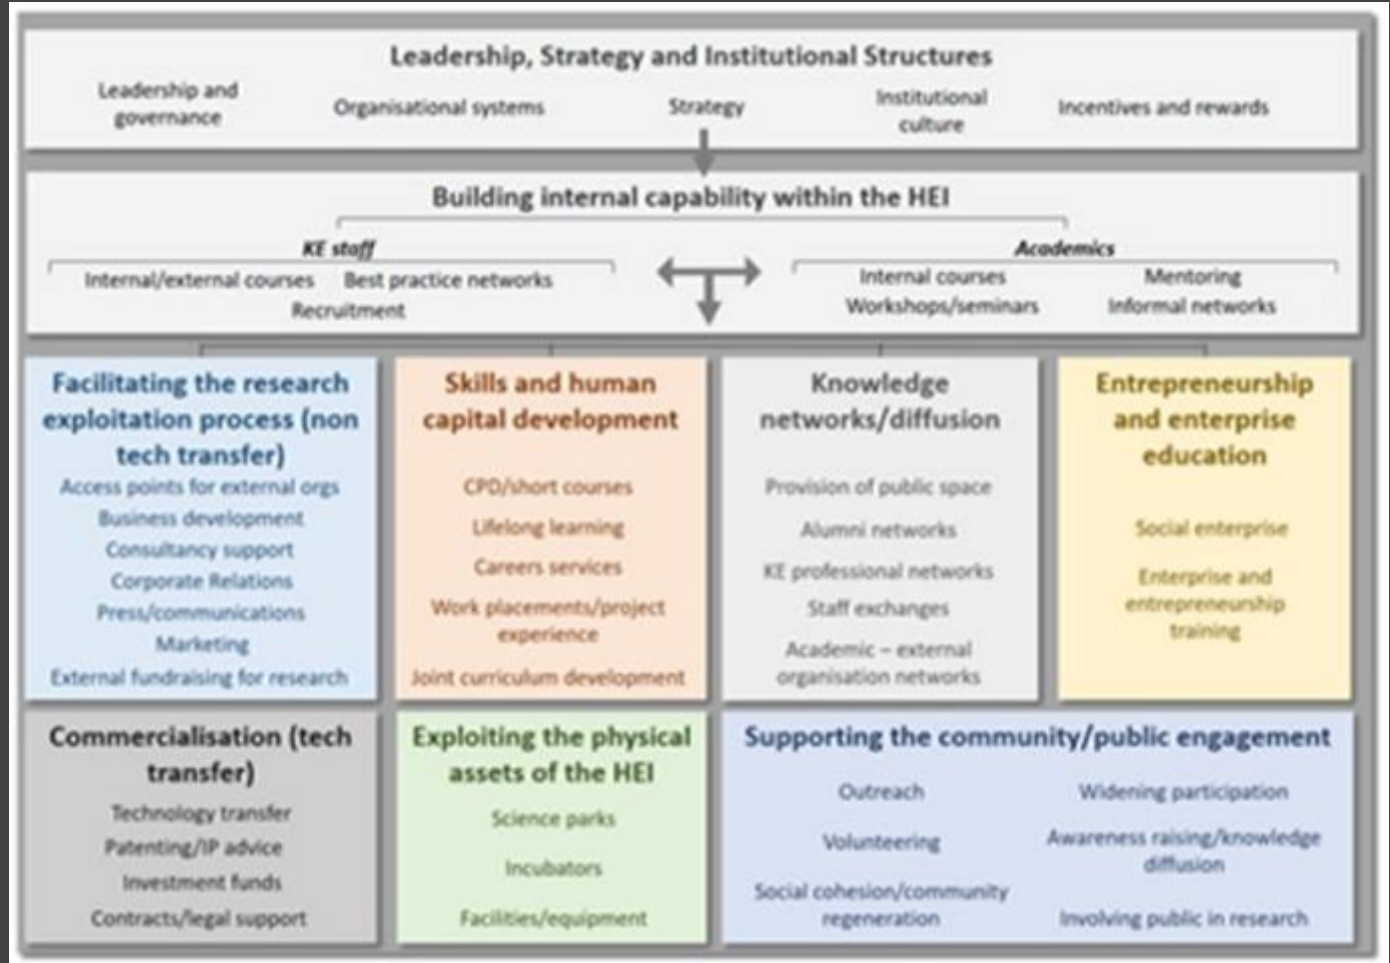 Leadership, Strategy and Institutional Structures
Leadership and
governance
Organisational systems
Strategy
Institutional
culture
Incentives and rewards
Building internal capability within the HEI
KE staff
Internal/external courses
Best practice networks
Recruitment
Academics
Internal courses
Mentoring
Workshops/seminars
Informal networks
Facilitating the research
exploitation process (non
tech transfer)
Access points for external orgs
Business development
Consultancy support
Corporate Relations
Press/communications
Marketing
External fundraising for research
Skills and human
capital development
CPD/short courses
Lifelong learning
Careers services
Work placements/project
experience
Joint curriculum development
Knowledge
networks/diffusion
Provision of public space
Alumni networks
KE professional networks
Staff exchanges
Academic – external
organisation networks
Entrepreneurship
and enterprise
education
Social enterprise
Enterprise and
entrepreneurship
training
Commercialisation (tech
transfer)
Technology transfer
Patenting/IP advice
Investment funds
Contracts/legal support
Exploiting the physical
assets of the HEI
Science parks
Incubators
Facilities/equipment
Supporting the community/public engagement
Outreach
Volunteering
Social cohesion/community
regeneration
Widening participation
Awareness raising/knowledge
diffusion
Involving public in research